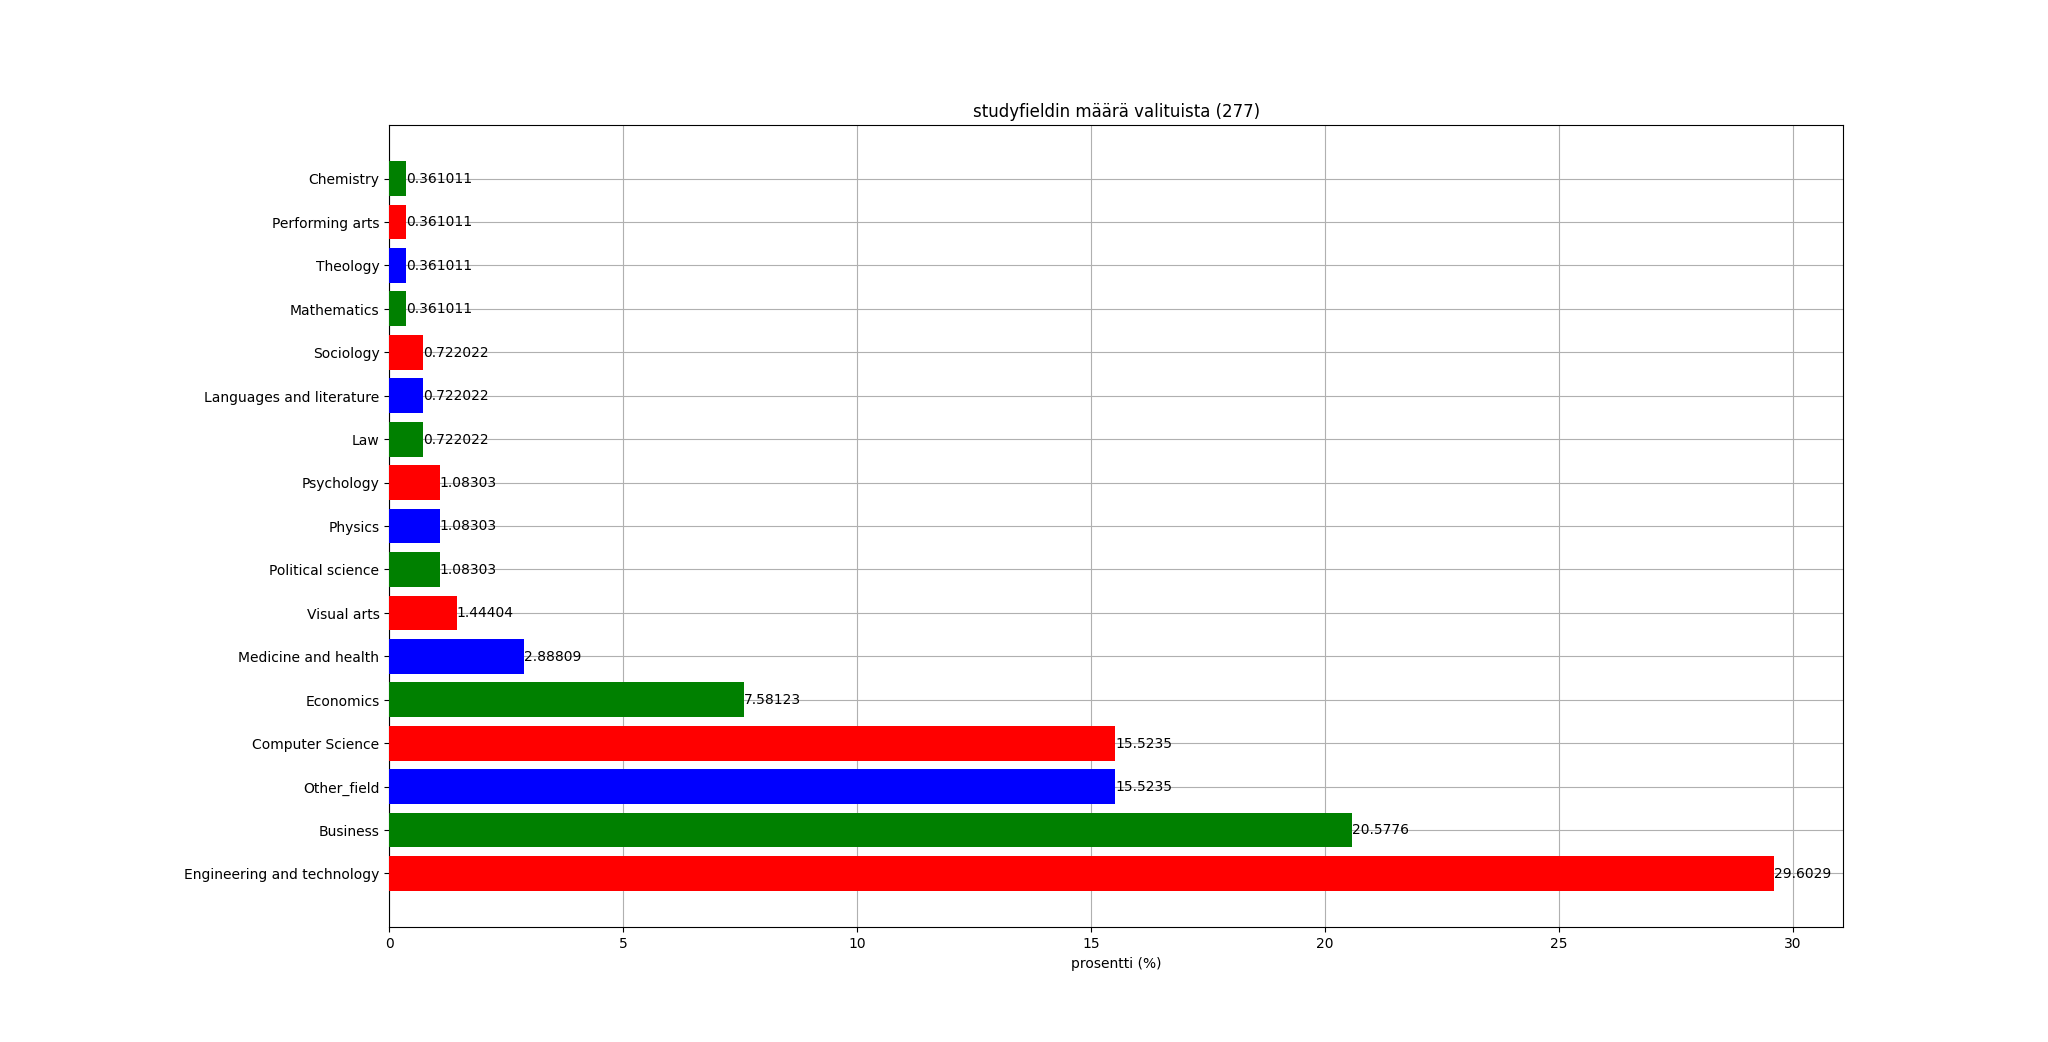 studyfieldin määrä valituista (277)
Chemistry 0.361011
Performing arts 0.361011
Theology 0.361011
Mathematics 0.361011
Sociology 0.722022
Languages and literature 0.722022
Law 0.722022
Psychology 1.08303
Physics 1.08303
Political science 1.08303
Visual arts 1.44404
Medicine and health 2.88809
Economics 7.58123
Computer Science 15.5235
Other_field 15.5235
Business 20.5776
Engineering and technology 29.6029
0 5 10 15 20 25 30
prosentti (%)